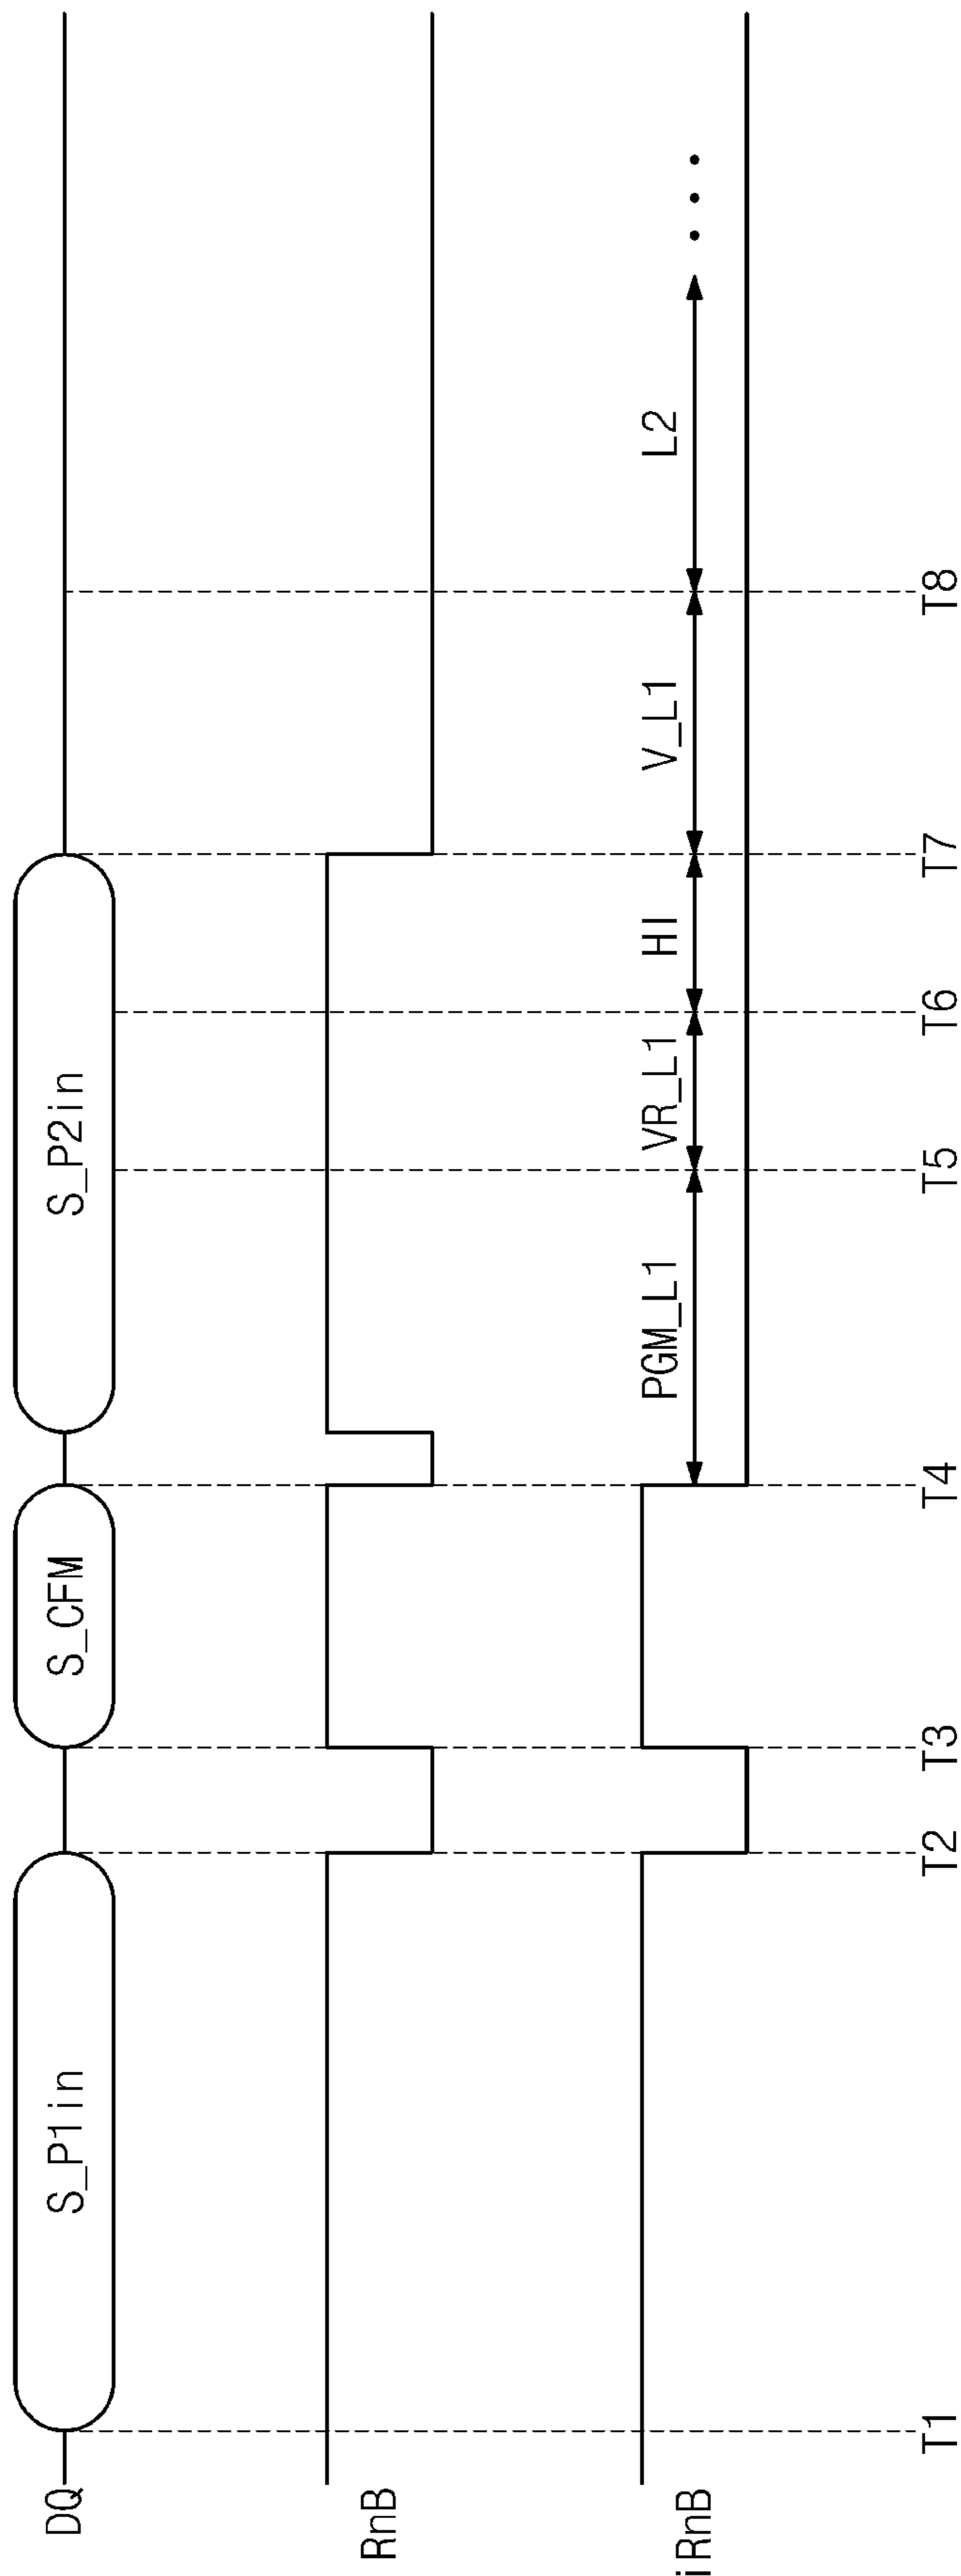 DQ
S_P1in
S_CFM
S_P2in
RnB
iRnB
PGM_L1
VR_L1
HI
V_L1
L2
T1
T2
T3
T4
T5
T6
T7
T8